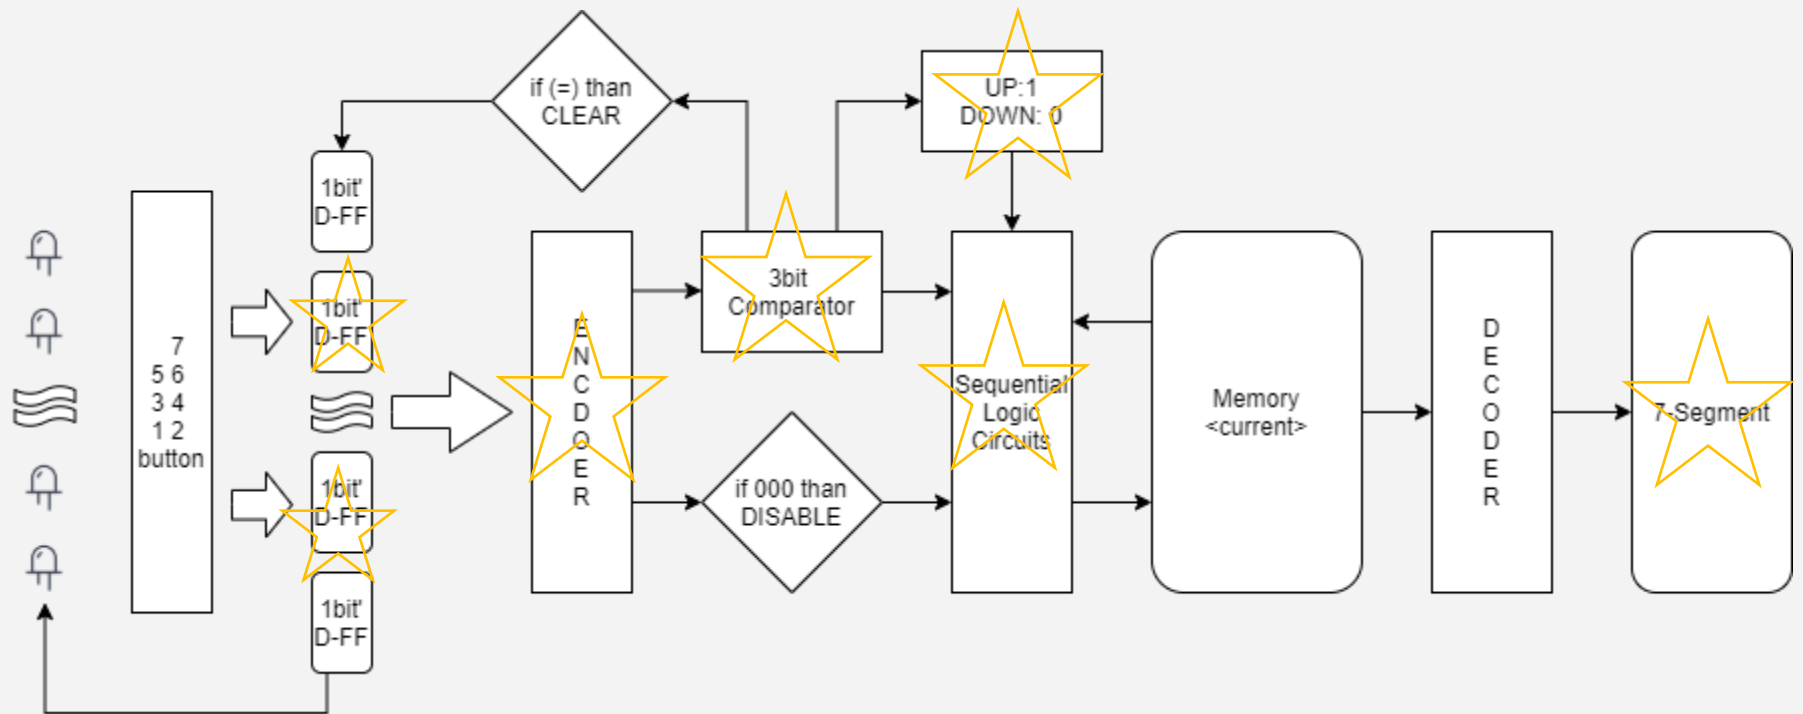 if (=) than
CLEAR
UP:1
DOWN: 0
1bit'
D-FF
1bit'
D-FF
1bit'
D-FF
1bit'
D-FF
7
5 6
3 4
1 2
button
E
N
C
D
O
E
R
3bit
Comparator
if 000 than
DISABLE
Sequential
Logic
Circuits
Memory
<current>
D
E
C
O
D
E
R
7-Segment